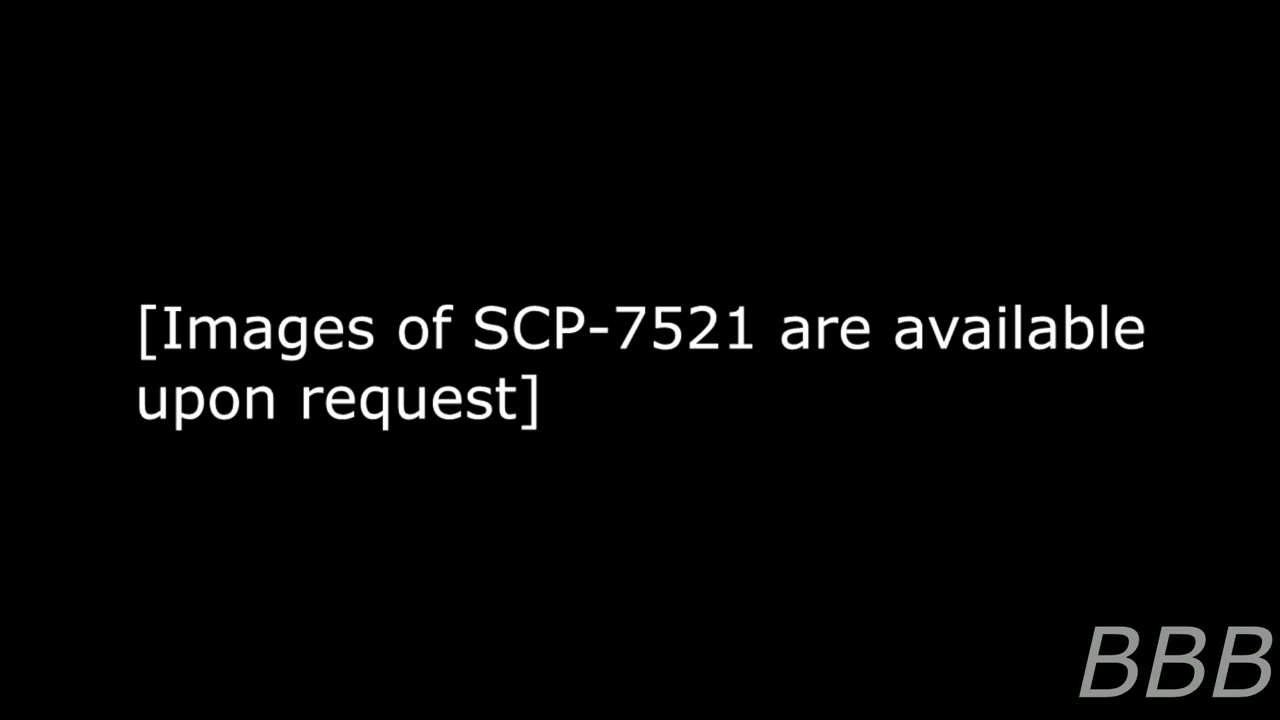 [Images of SCP-7521 are available
upon request]
BBB